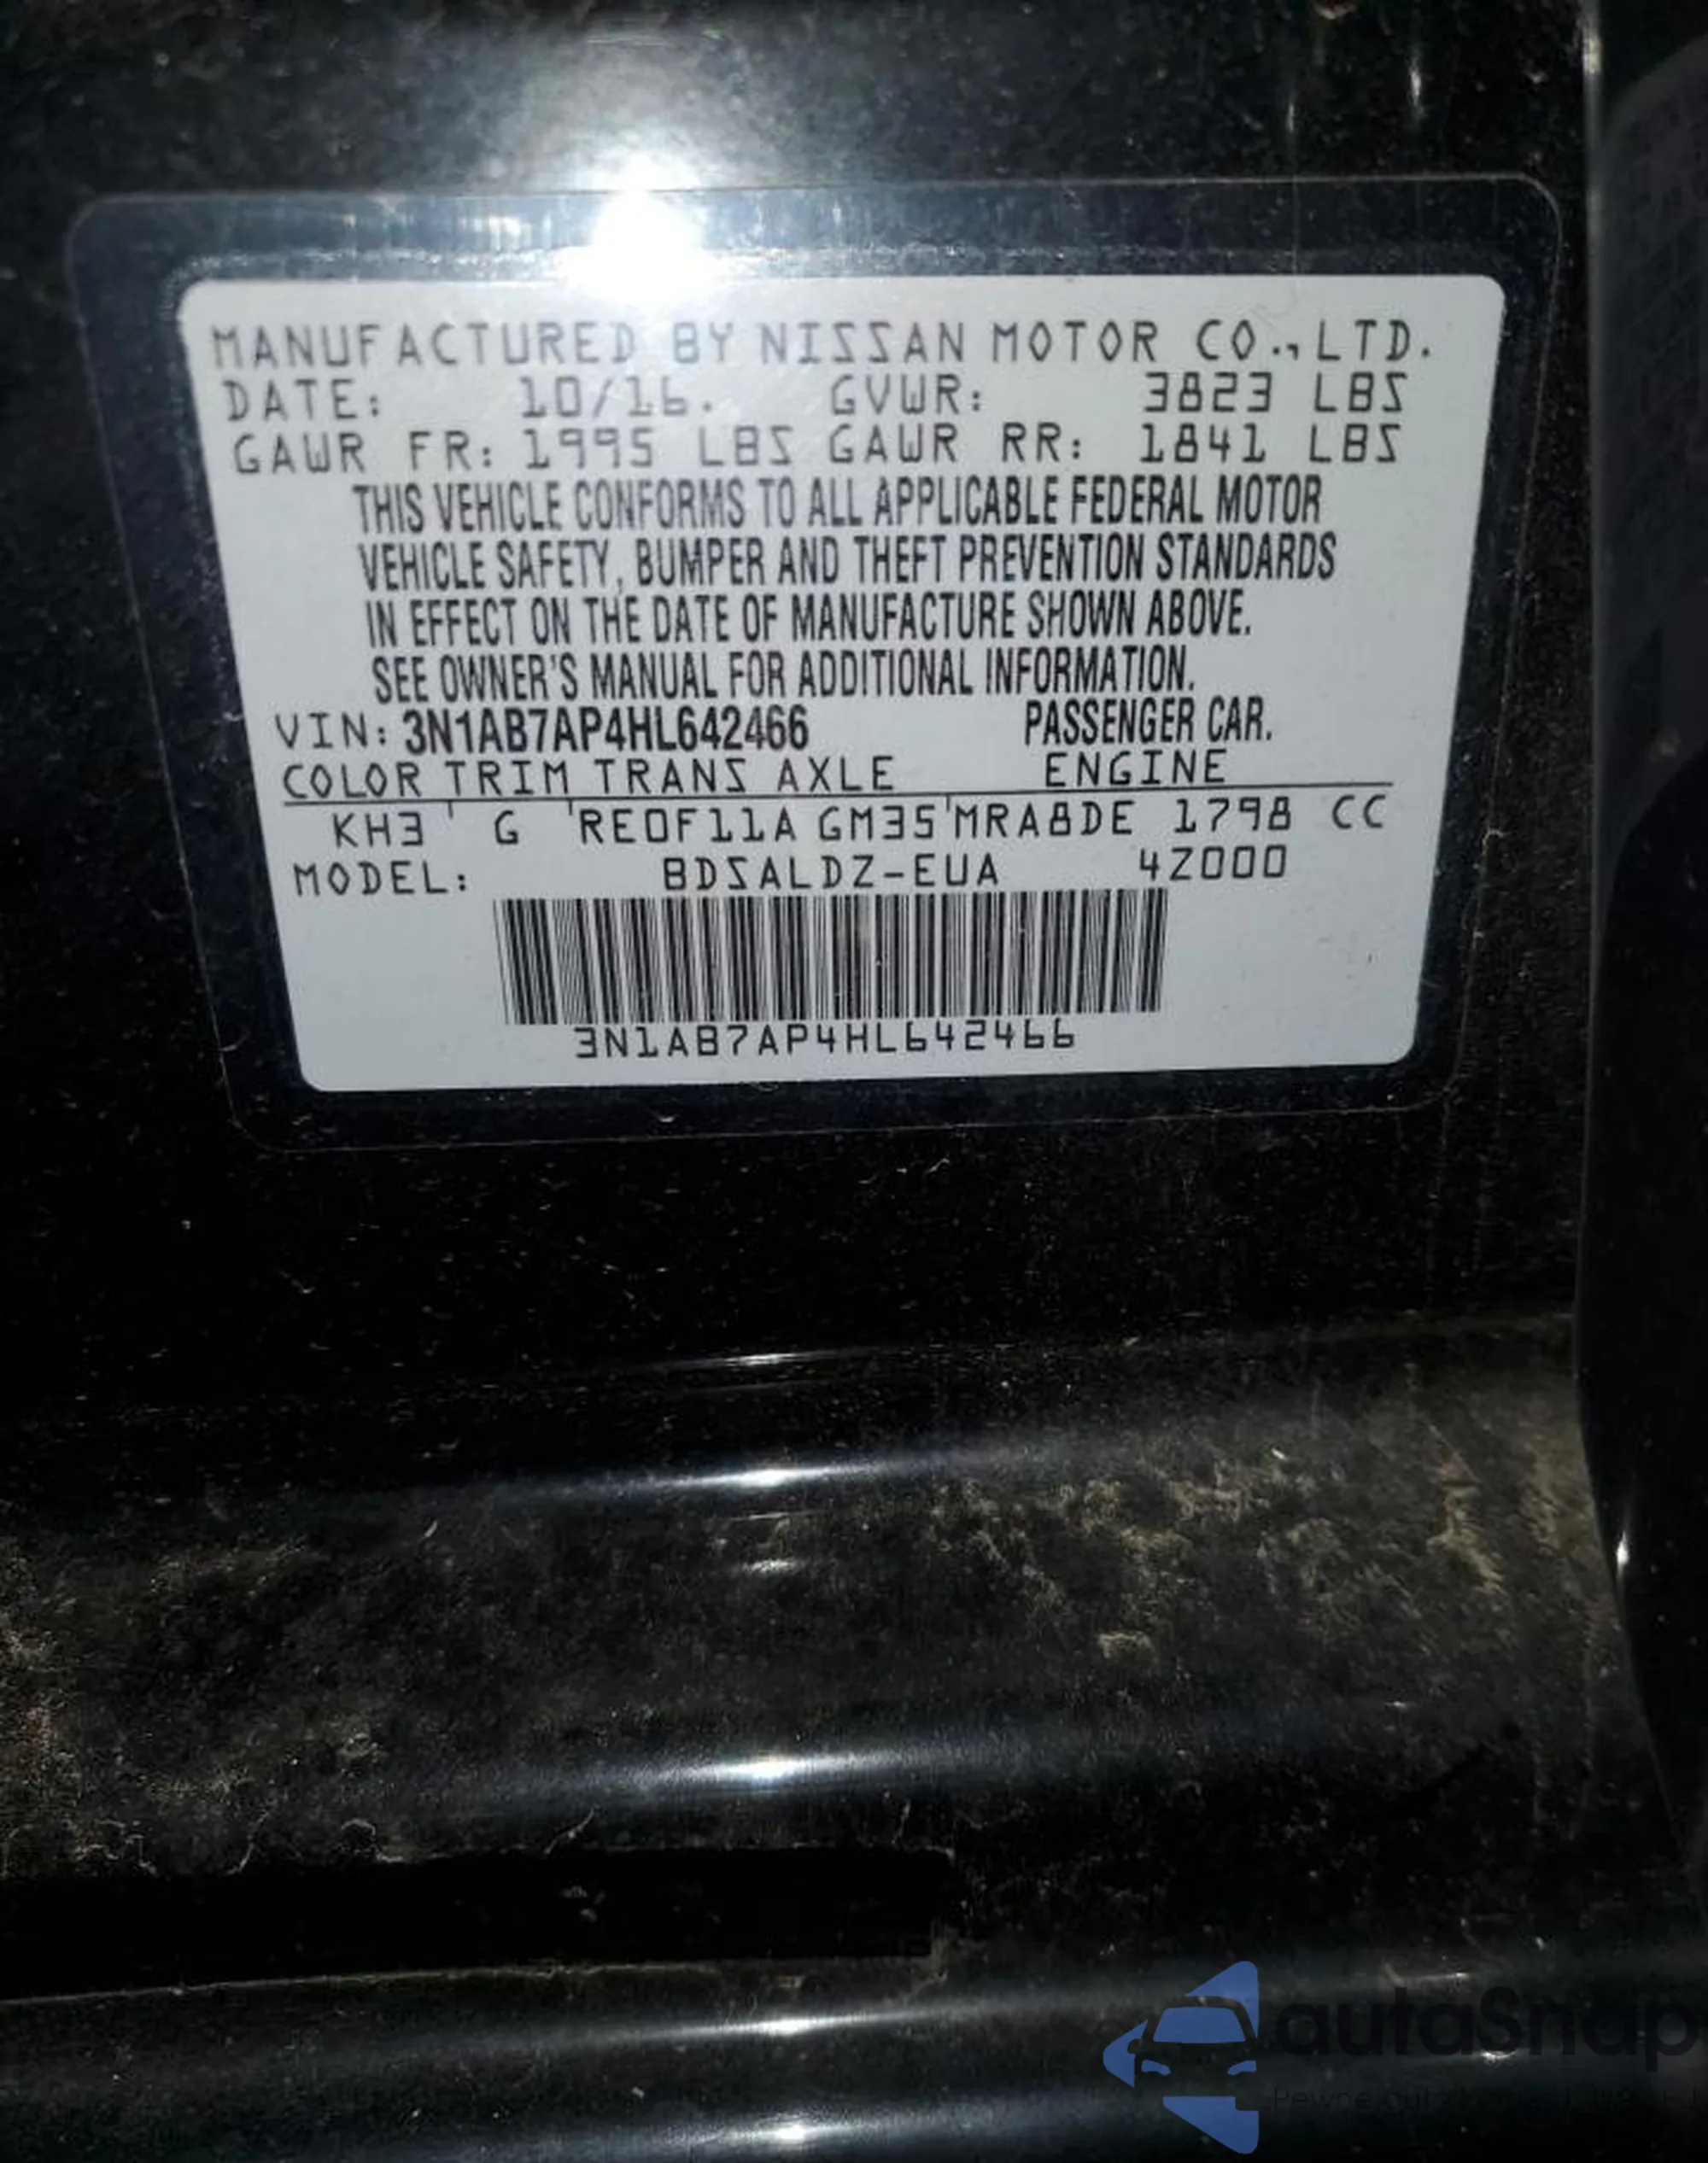 MANUFACTURED BY NISSAN MOTOR CO., LTD.
DATE: 10/16. GVWR: 3823 LBS
GAWR FR: 1995 LBS GAWR RR: 1841 LBS
THIS VEHICLE CONFORMS TO ALL APPLICABLE FEDERAL MOTOR
VEHICLE SAFETY, BUMPER AND THEFT PREVENTION STANDARDS
IN EFFECT ON THE DATE OF MANUFACTURE SHOWN ABOVE.
SEE OWNER'S MANUAL FOR ADDITIONAL INFORMATION.
VIN: 3N1AB7AP4HL642466 PASSENGER CAR.
COLOR TRIM TRANS AXLE ENGINE
KH3 G RE0F11A GM35 MRA8DE 1798 CC
MODEL: BDSALDZ-EUA 4Z000
3N1AB7AP4HL642466
autaSnap
Pewne auta